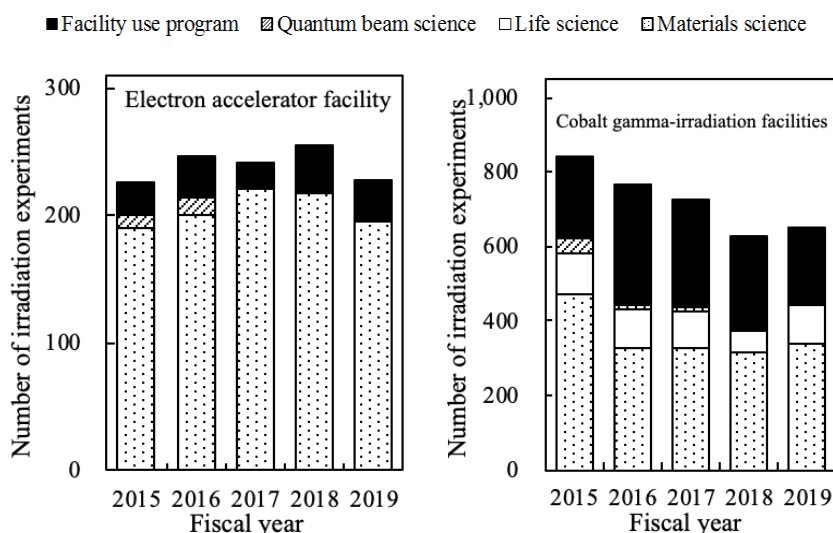 Facility use program Quantum beam science Life science Materials science
Number of irradiation experiments
300
200
100
0
Electron accelerator facility
2015 2016 2017 2018 2019
Fiscal year
Number of irradiation experiments
1,000
800
600
400
200
0
Cobalt gamma-irradiation facilities
2015 2016 2017 2018 2019
Fiscal year